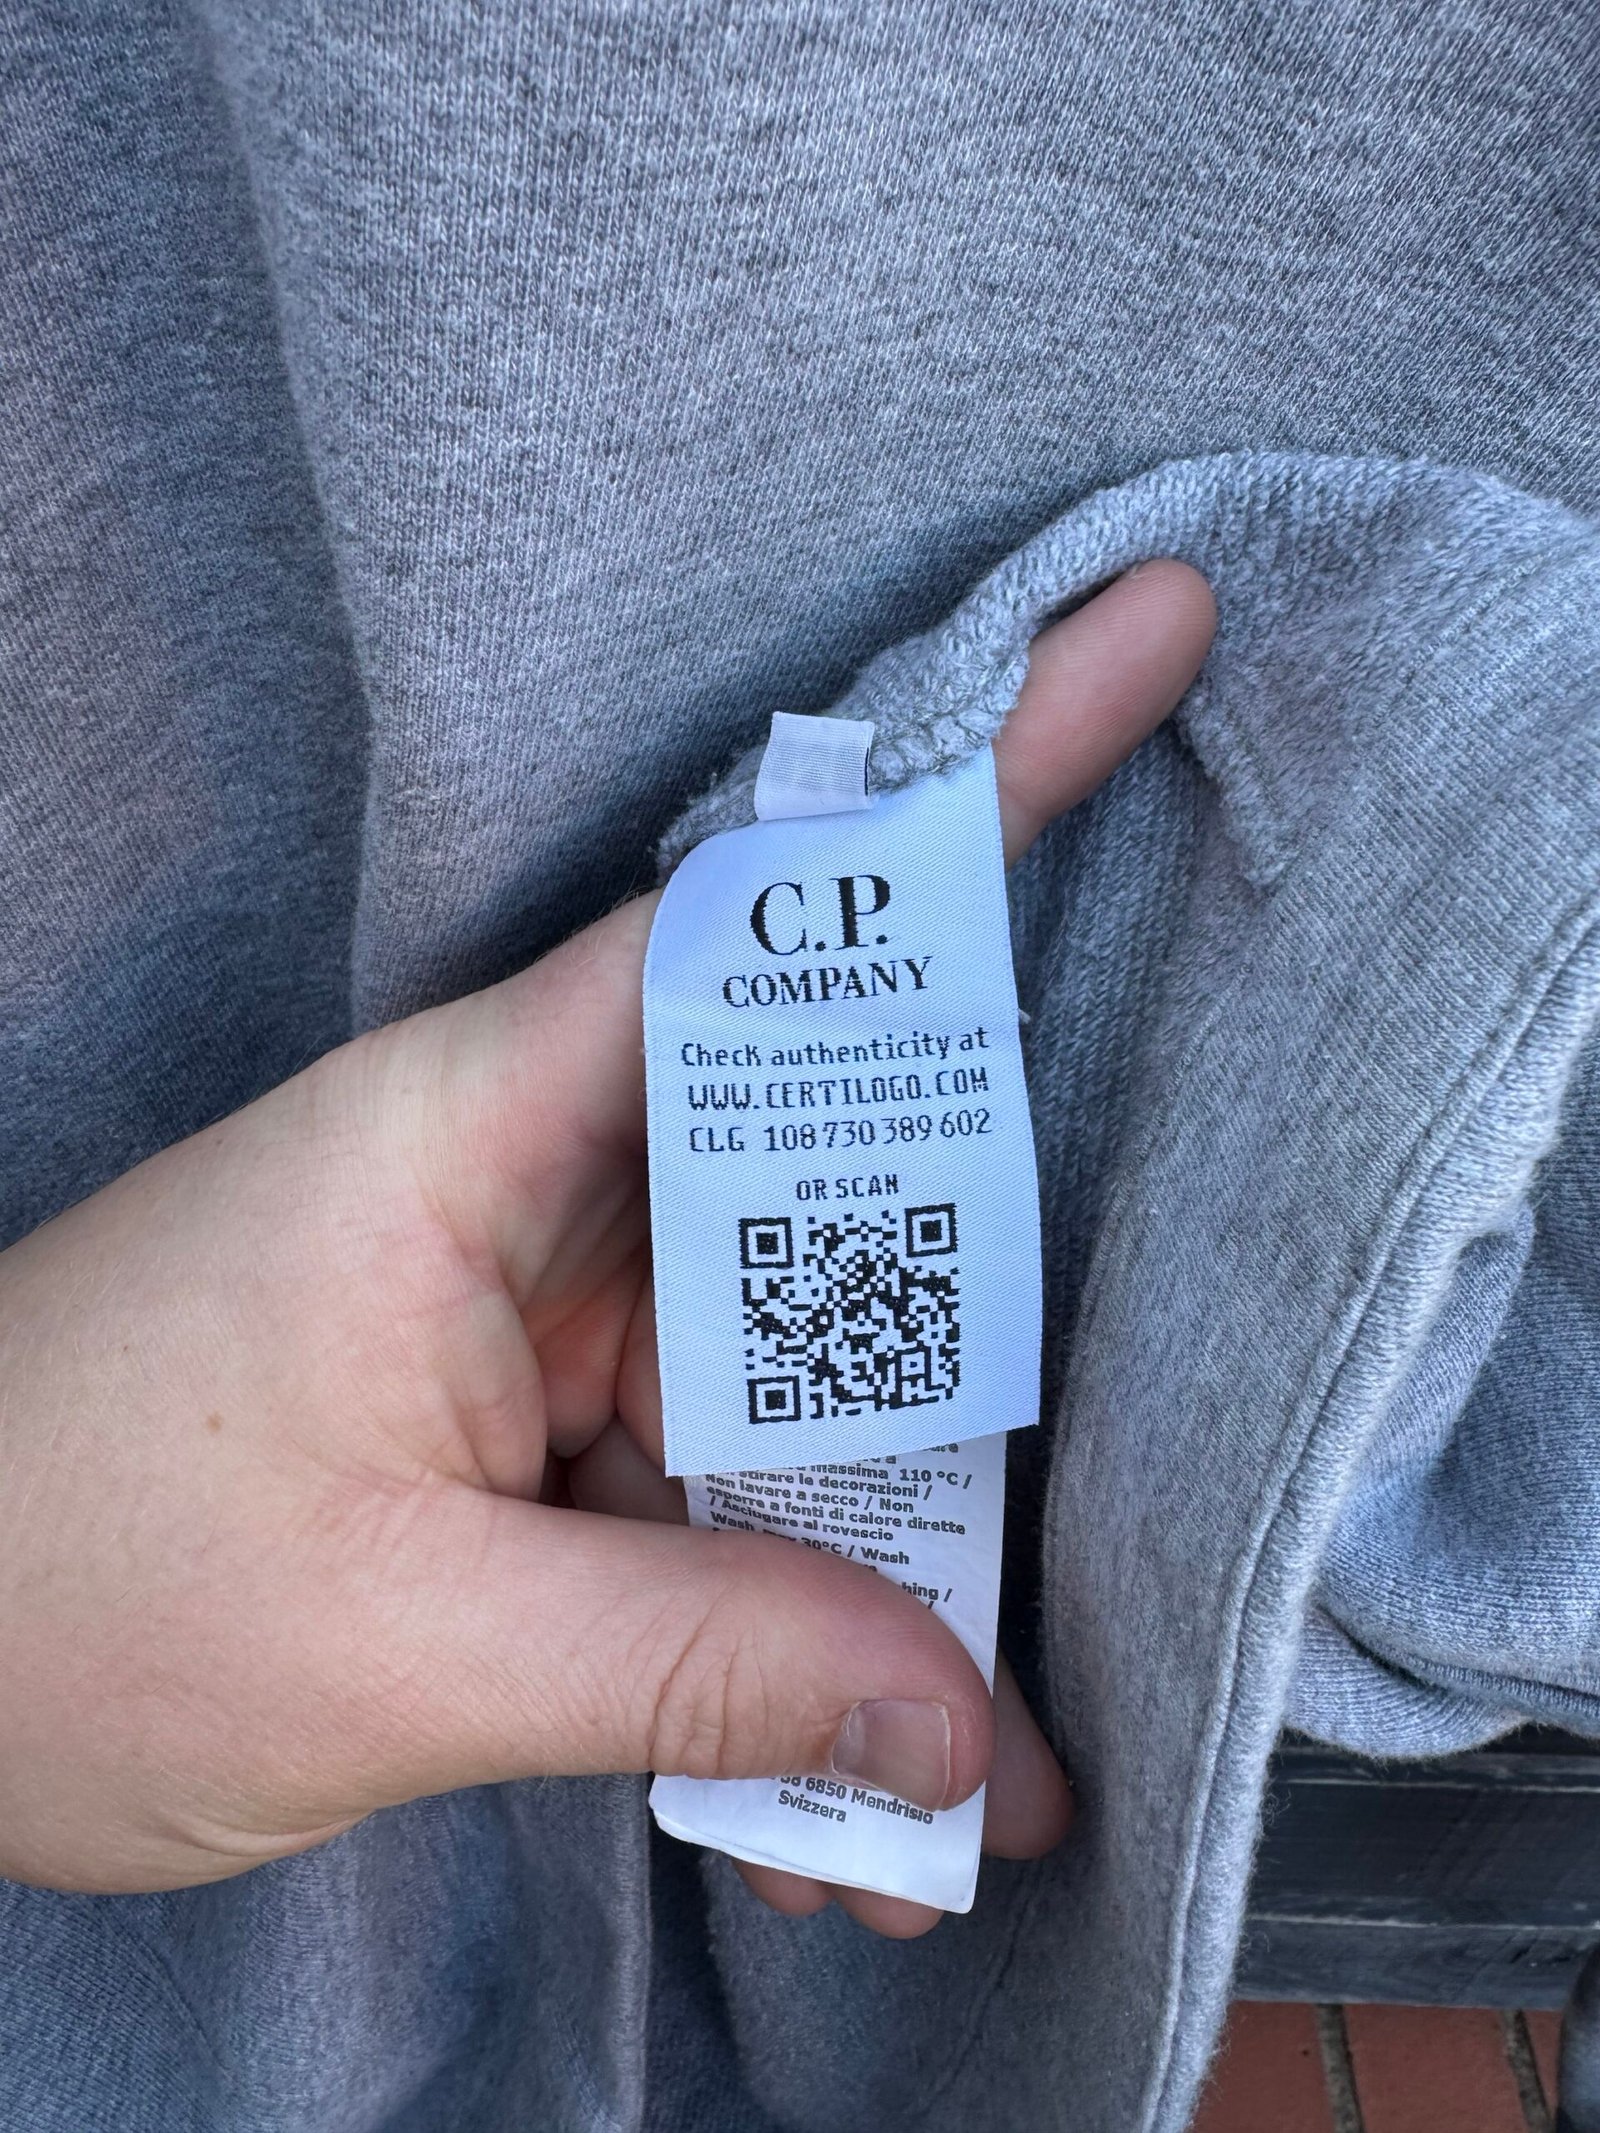 C.P.
COMPANY
Check authenticity at
WWW.CERTILOGO.COM
CLG 108 730 389 602
OR SCAN
massima 110 °C /
Non stirare le decorazioni /
Non lavare a secco / Non
esporre a fonti di calore dirette
/ Asciugare al rovescio
Wash max 30°C / Wash
6850 Mendrisio
Svizzera